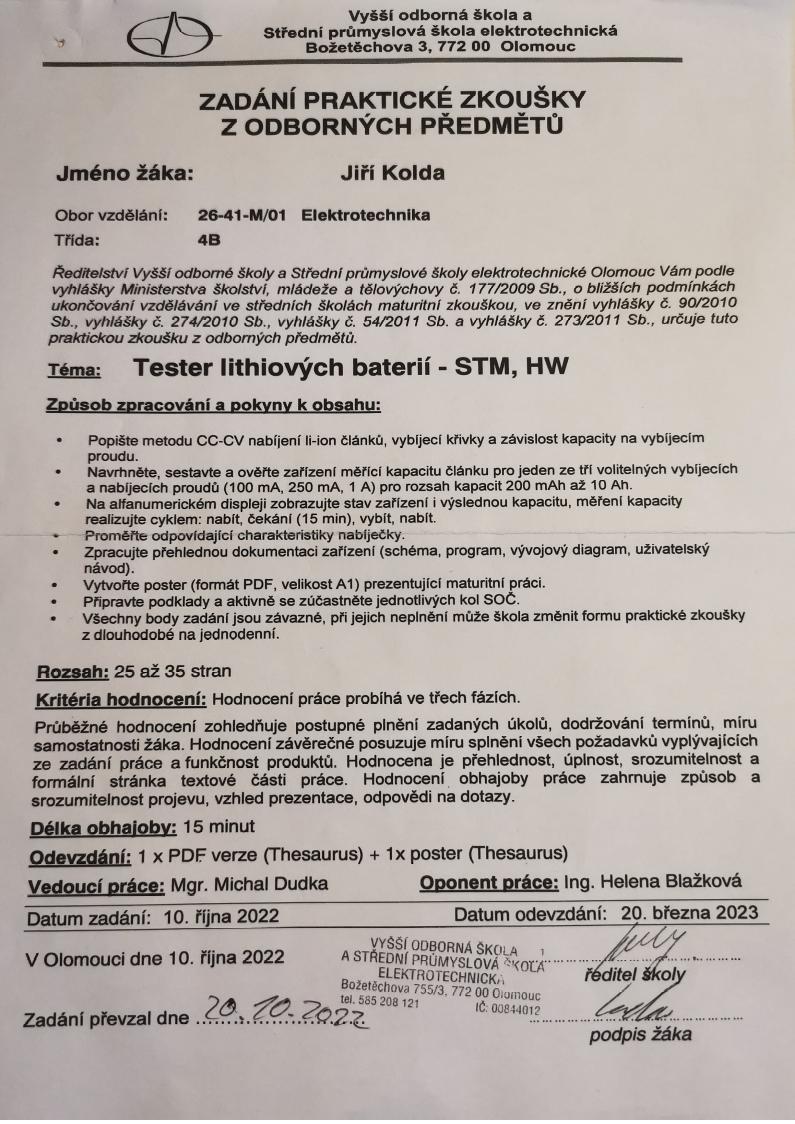 Vyšší odborná škola a
Střední průmyslová škola elektrotechnická
Božetěchova 3, 772 00 Olomouc
ZADÁNÍ PRAKTICKÉ ZKOUŠKY
Z ODBORNÝCH PŘEDMĚTŮ
Jméno žáka: Jiří Kolda
Obor vzdělání: 26-41-M/01 Elektrotechnika
Třída: 4B
Ředitelství Vyšší odborné školy a Střední průmyslové školy elektrotechnické Olomouc Vám podle
vyhlášky Ministerstva školství, mládeže a tělovýchovy č. 177/2009 Sb., o bližších podmínkách
ukončování vzdělávání ve středních školách maturitní zkouškou, ve znění vyhlášky č. 90/2010
Sb., vyhlášky č. 274/2010 Sb., vyhlášky č. 54/2011 Sb. a vyhlášky č. 273/2011 Sb., určuje tuto
praktickou zkoušku z odborných předmětů.
Téma: Tester lithiových baterií - STM, HW
Způsob zpracování a pokyny k obsahu:
• Popište metodu CC-CV nabíjení li-ion článků, vybíjecí křivky a závislost kapacity na vybíjecím
proudu.
• Navrhněte, sestavte a ověřte zařízení měřící kapacitu článku pro jeden ze tří volitelných vybíjecích
a nabíjecích proudů (100 mA, 250 mA, 1 A) pro rozsah kapacit 200 mAh až 10 Ah.
• Na alfanumerickém displeji zobrazujte stav zařízení i výslednou kapacitu, měření kapacity
realizujte cyklem: nabít, čekání (15 min), vybít, nabít.
• Proměřte odpovídající charakteristiky nabíječky.
• Zpracujte přehlednou dokumentaci zařízení (schéma, program, vývojový diagram, uživatelský
návod).
• Vytvořte poster (formát PDF, velikost A1) prezentující maturitní práci.
• Připravte podklady a aktivně se zúčastněte jednotlivých kol SOČ.
• Všechny body zadání jsou závazné, při jejich neplnění může škola změnit formu praktické zkoušky
z dlouhodobé na jednodenní.
Rozsah: 25 až 35 stran
Kritéria hodnocení: Hodnocení práce probíhá ve třech fázích.
Průběžné hodnocení zohledňuje postupné plnění zadaných úkolů, dodržování termínů, míru
samostatnosti žáka. Hodnocení závěrečné posuzuje míru splnění všech požadavků vyplývajících
ze zadání práce a funkčnost produktů. Hodnocena je přehlednost, úplnost, srozumitelnost a
formální stránka textové části práce. Hodnocení obhajoby práce zahrnuje způsob a
srozumitelnost projevu, vzhled prezentace, odpovědi na dotazy.
Délka obhajoby: 15 minut
Odevzdání: 1 x PDF verze (Thesaurus) + 1x poster (Thesaurus)
Vedoucí práce: Mgr. Michal Dudka Oponent práce: Ing. Helena Blažková
Datum zadání: 10. října 2022 Datum odevzdání: 20. března 2023
V Olomouci dne 10. října 2022
VYŠŠÍ ODBORNÁ ŠKOLA 1
A STŘEDNÍ PRŮMYSLOVÁ ŠKOLA
ELEKTROTECHNICKÁ
Božetěchova 755/3, 772 00 Olomouc
tel. 585 208 121 IČ: 00844012
ředitel školy
Zadání převzal dne 20.10.2022
podpis žáka